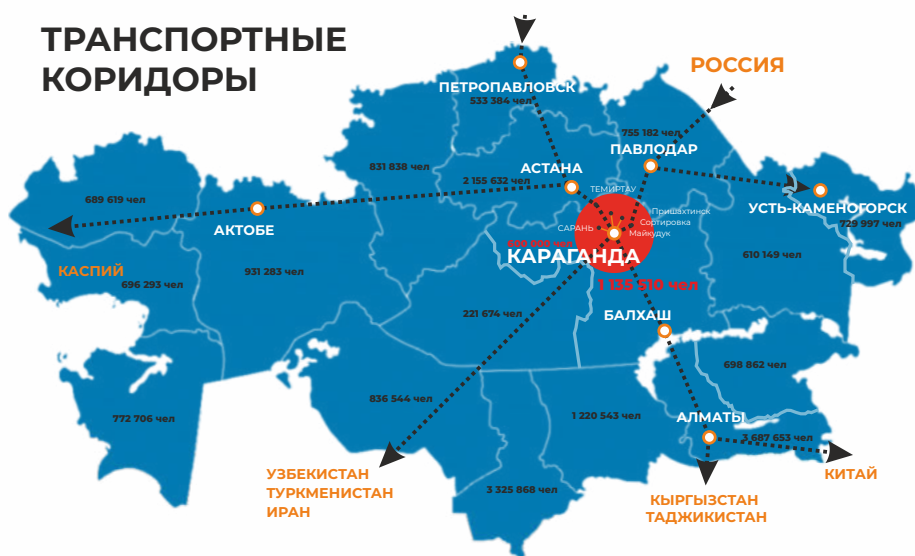 ТРАНСПОРТНЫЕ
КОРИДОРЫ
РОССИЯ
ПЕТРОПАВЛОВСК
533 384 чел
755 182 чел
ПАВЛОДАР
831 838 чел
АСТАНА
2 155 632 чел
ТЕМИРТАУ
689 619 чел
АКТОБЕ
Пришахтинск
УСТЬ-КАМЕНОГОРСК
САРАНЬ
Сортировка
729 997 чел
Майкудук
КАРАГАНДА
610 149 чел
КАСПИЙ
931 283 чел
696 293 чел
1 135 510 чел
221 674 чел
БАЛХАШ
698 862 чел
836 544 чел
772 706 чел
1 220 543 чел
АЛМАТЫ
3 687 653 чел
УЗБЕКИСТАН
ТУРКМЕНИСТАН
ИРАН
КИТАЙ
3 325 868 чел
КЫРГЫЗСТАН
ТАДЖИКИСТАН